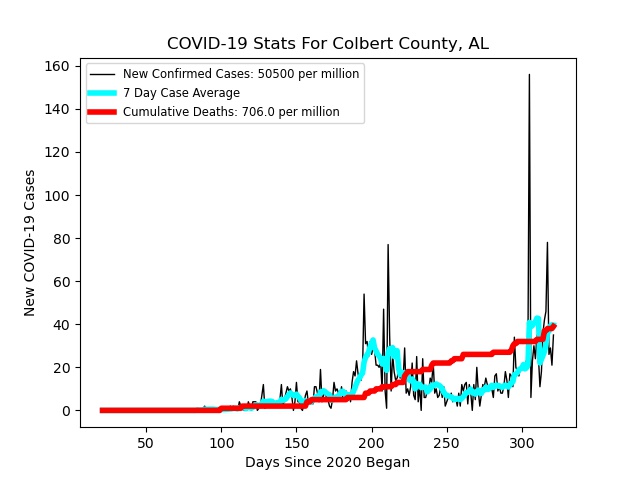 COVID-19 Stats For Colbert County, AL
New Confirmed Cases: 50500 per million
7 Day Case Average
Cumulative Deaths: 706.0 per million
New COVID-19 Cases
160
140
120
100
80
60
40
20
0
50
100
150
200
250
300
Days Since 2020 Began